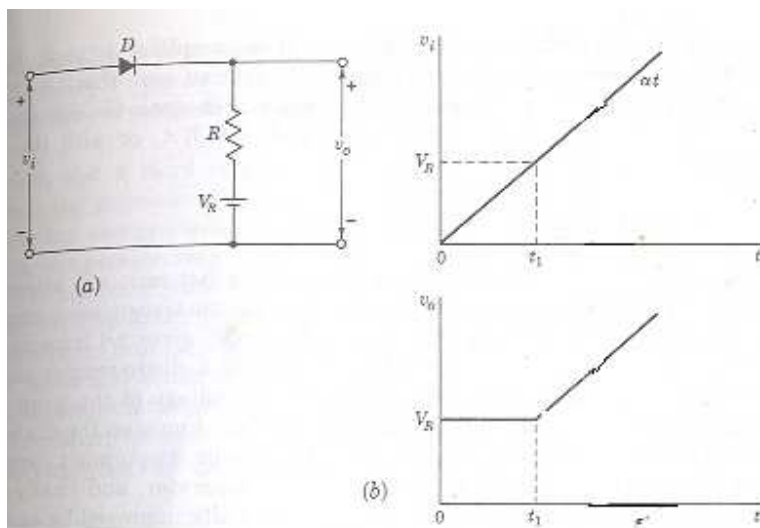 D
+
+
R
v_i
v_o
V_R
−
−
(a)
v_i
αt
V_R
0
t_1
t
v_o
V_R
(b)
0
t_1
t